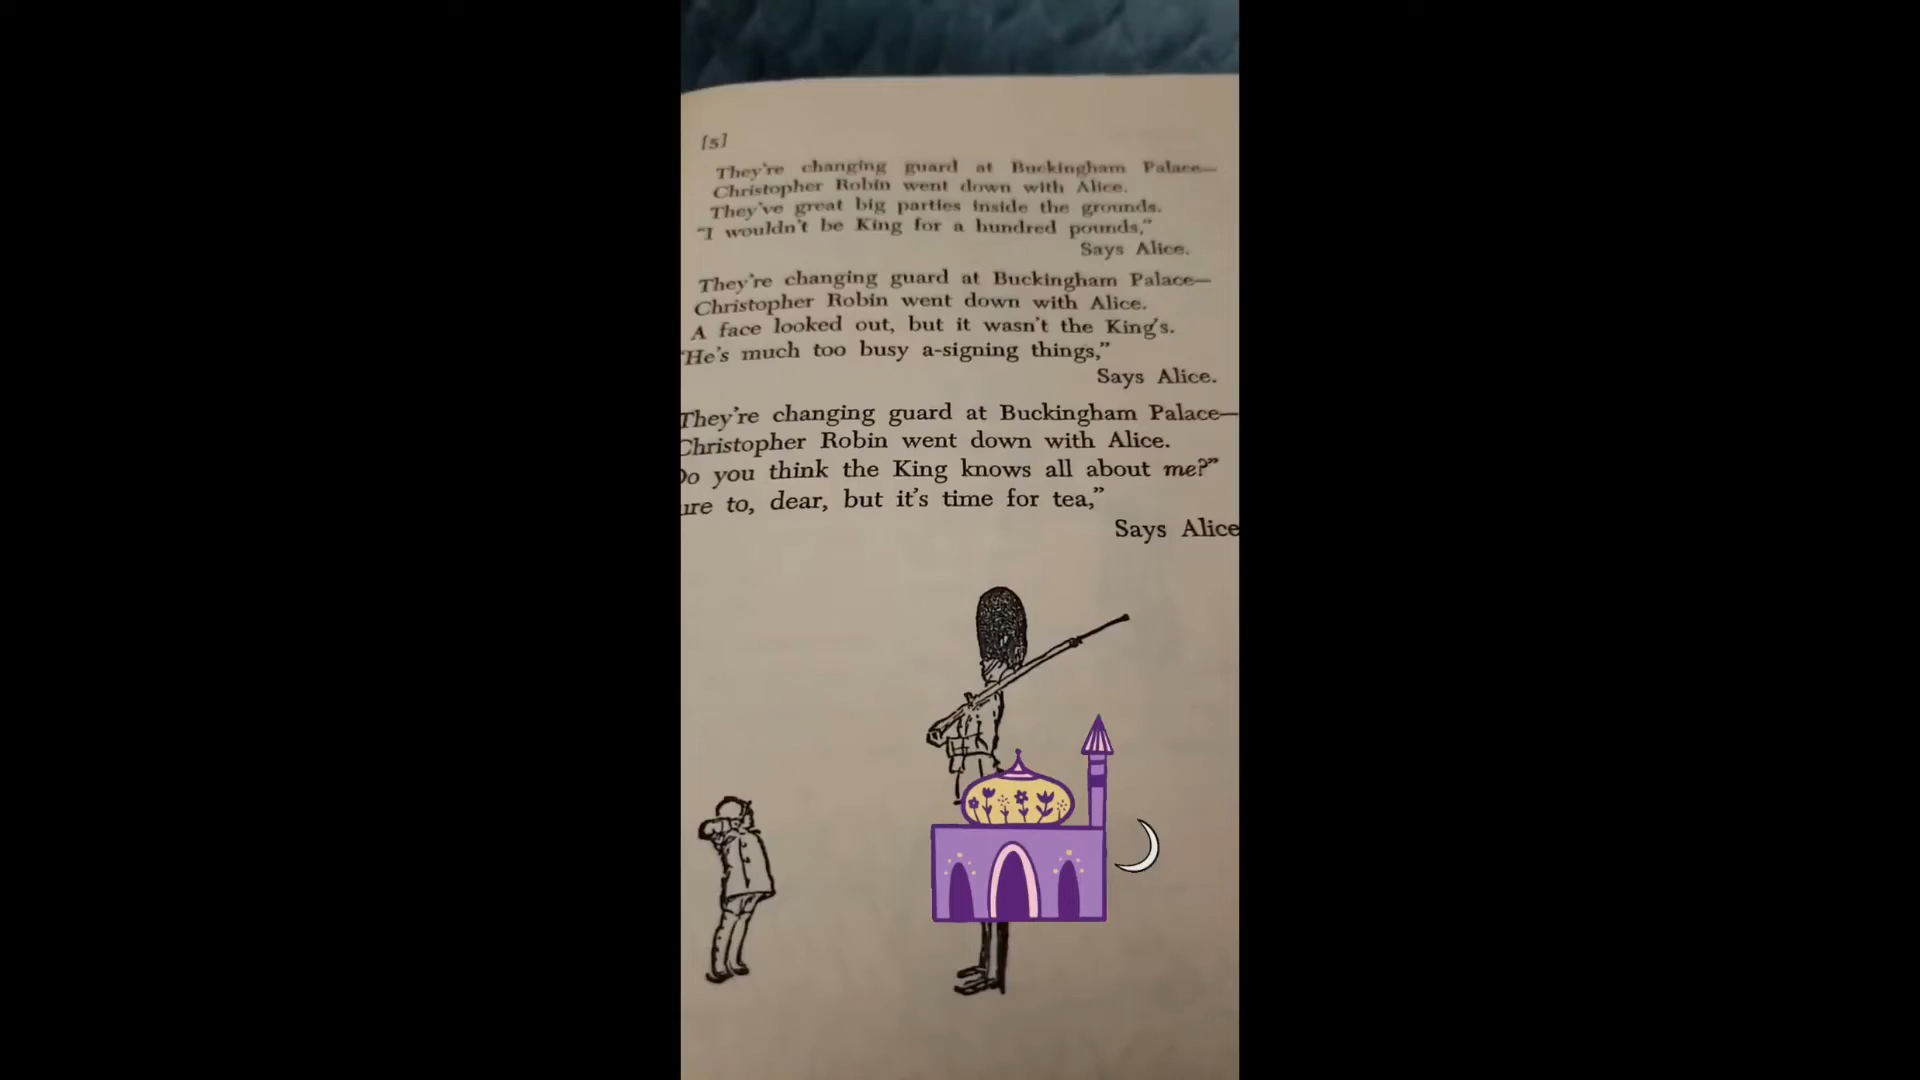 [5]
They're changing guard at Buckingham Palace—
Christopher Robin went down with Alice.
They've great big parties inside the grounds.
"I wouldn't be King for a hundred pounds,"
Says Alice.
They're changing guard at Buckingham Palace—
Christopher Robin went down with Alice.
A face looked out, but it wasn't the King's.
"He's much too busy a-signing things,"
Says Alice.
They're changing guard at Buckingham Palace—
Christopher Robin went down with Alice.
Do you think the King knows all about me?"
ure to, dear, but it's time for tea,"
Says Alice